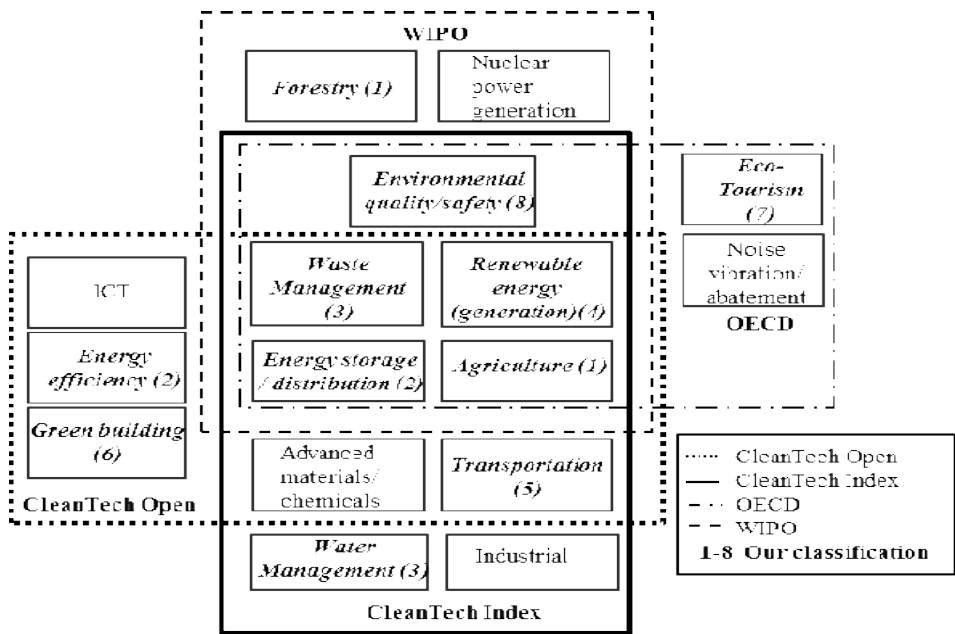 WIPO
Forestry (1)
Nuclear
power
generation
Environmental
quality/safety (8)
Eco-
Tourism
(7)
Noise
vibration/
abatement
OECD
ICT
Energy
efficiency (2)
Green building
(6)
CleanTech Open
Waste
Management
(3)
Renewable
energy
(generation)(4)
Energy storage
/ distribution (2)
Agriculture (1)
Advanced
materials/
chemicals
Transportation
(5)
Water
Management (3)
Industrial
CleanTech Index
CleanTech Open
CleanTech Index
OECD
WIPO
1-8 Our classification